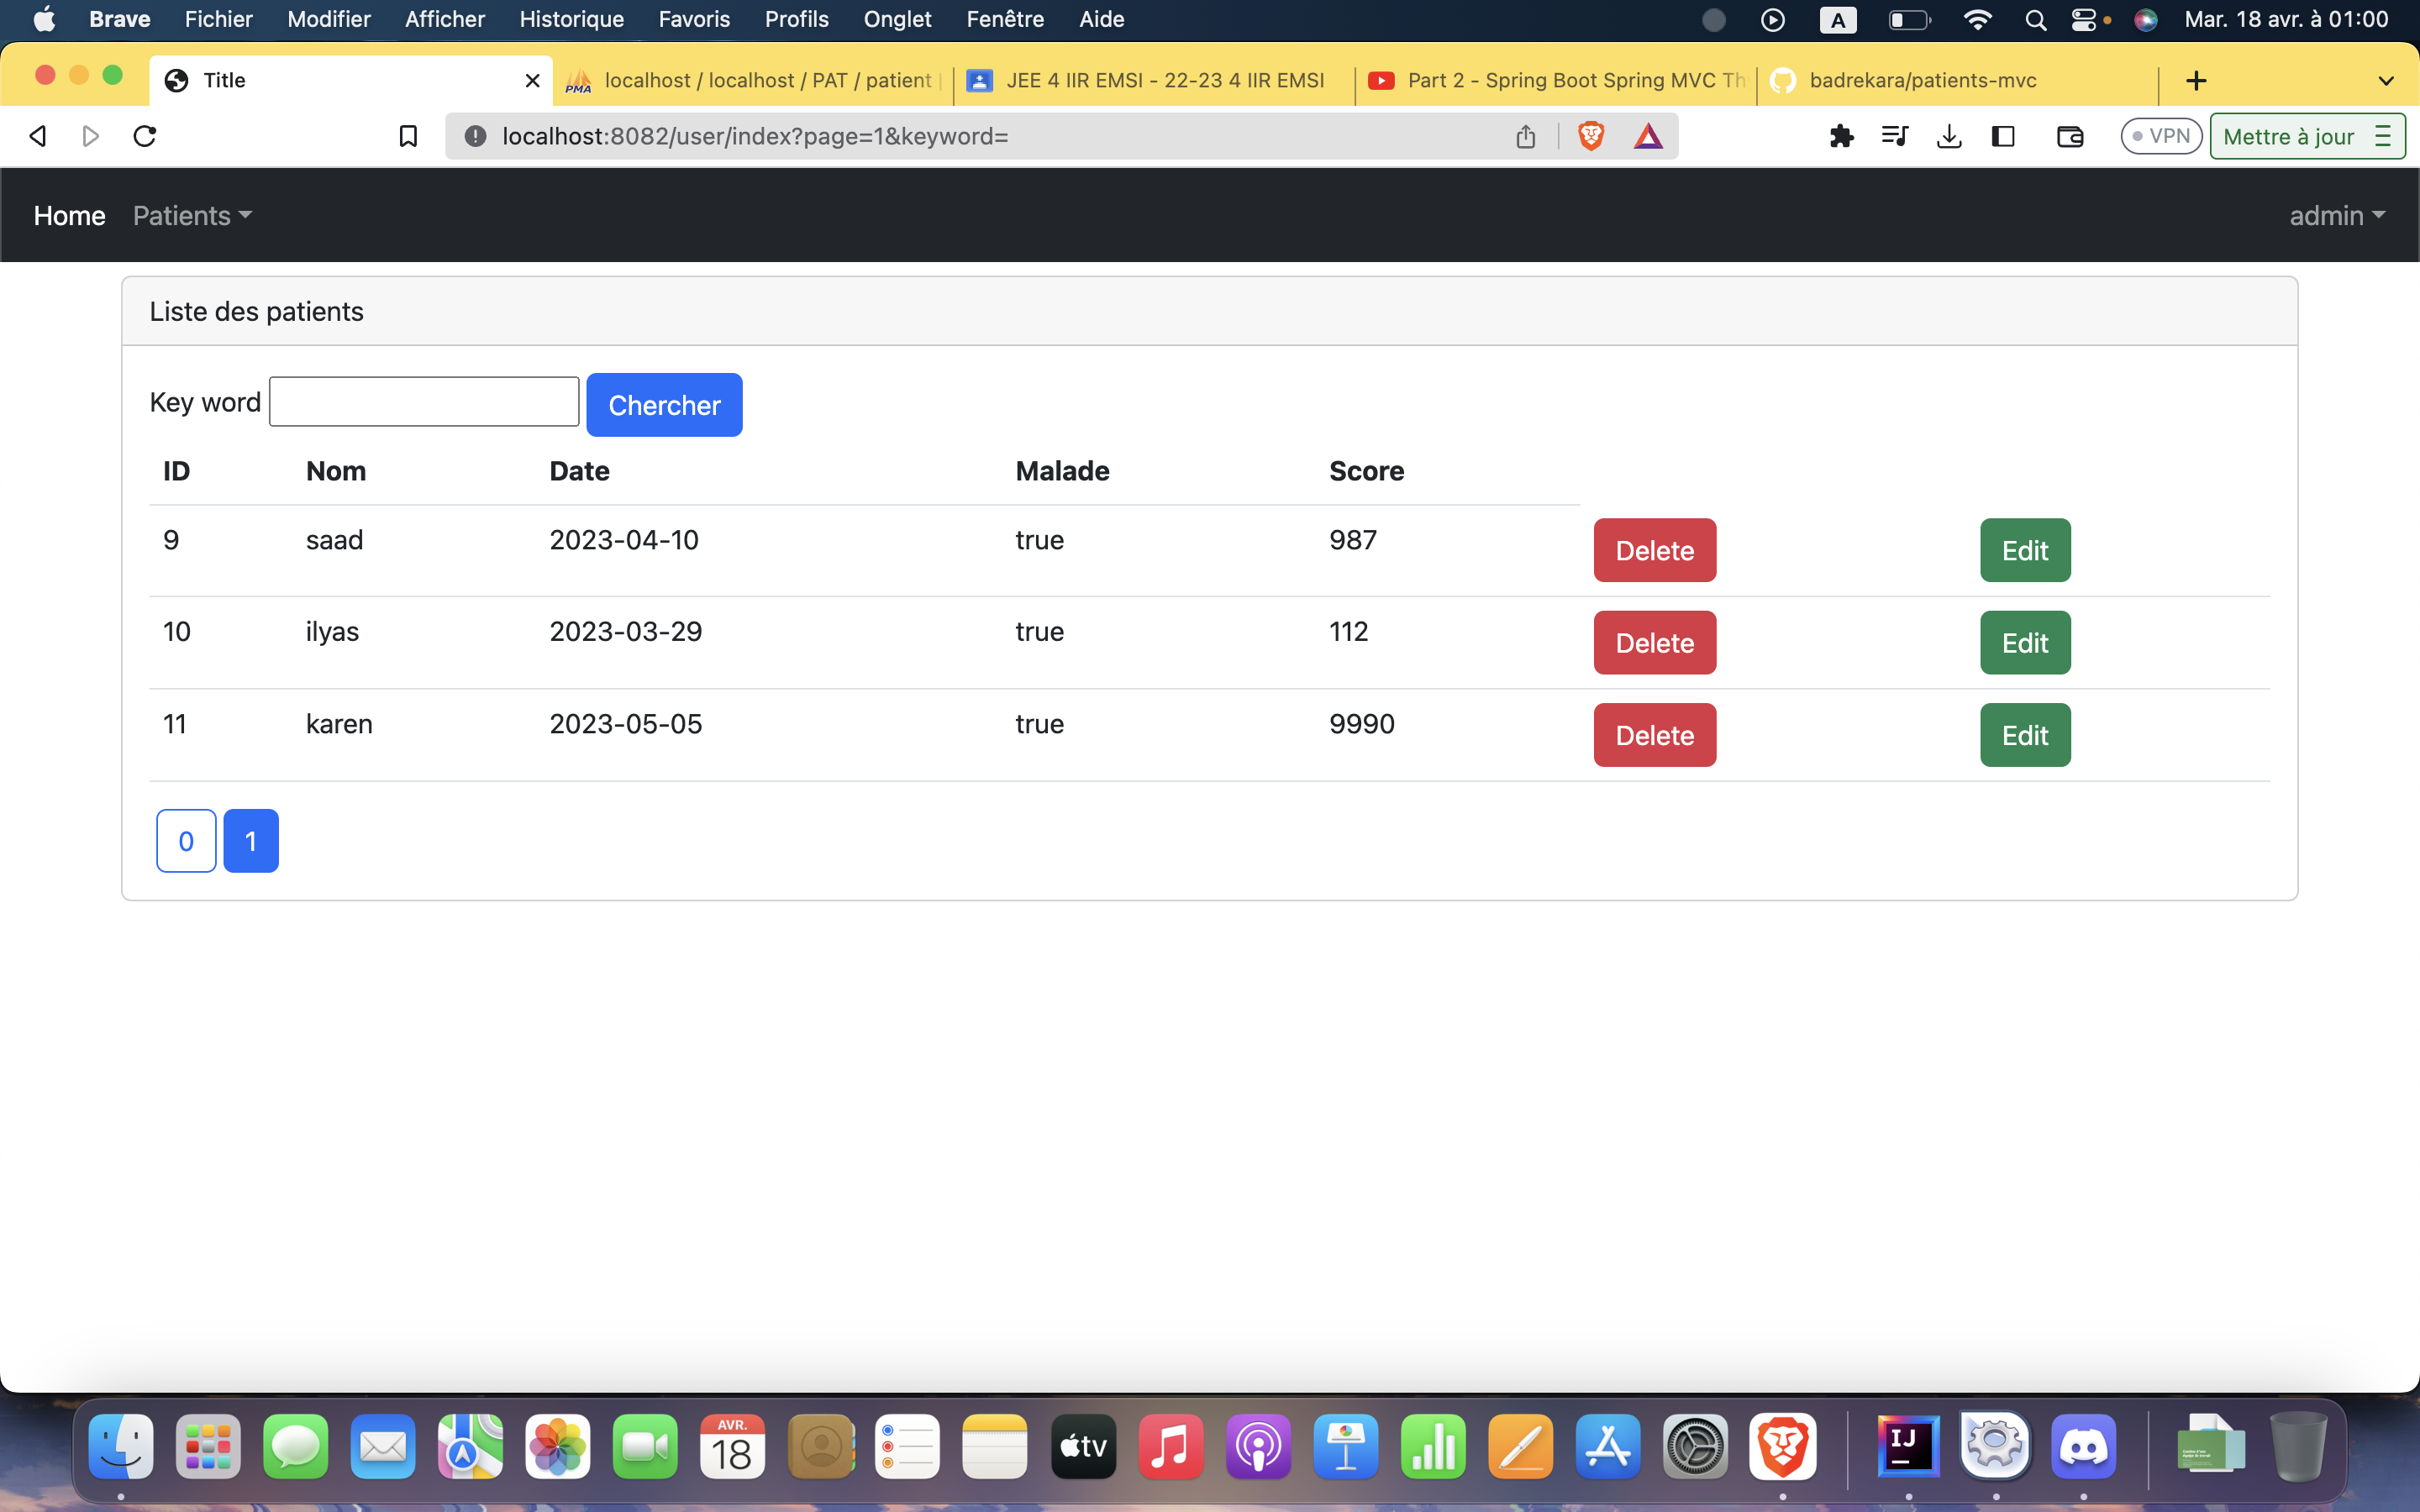 Brave Fichier Modifier Afficher Historique Favoris Profils Onglet Fenêtre Aide A Mar. 18 avr. à 01:00
Title PMA localhost / localhost / PAT / patient JEE 4 IIR EMSI - 22-23 4 IIR EMSI Part 2 - Spring Boot Spring MVC Th badrekara/patients-mvc
localhost:8082/user/index?page=1&keyword= VPN Mettre à jour
Home Patients admin
Liste des patients
Key word Chercher
ID Nom Date Malade Score
9 saad 2023-04-10 true 987 Delete Edit
10 ilyas 2023-03-29 true 112 Delete Edit
11 karen 2023-05-05 true 9990 Delete Edit
0 1
AVR.
18 tv IJ